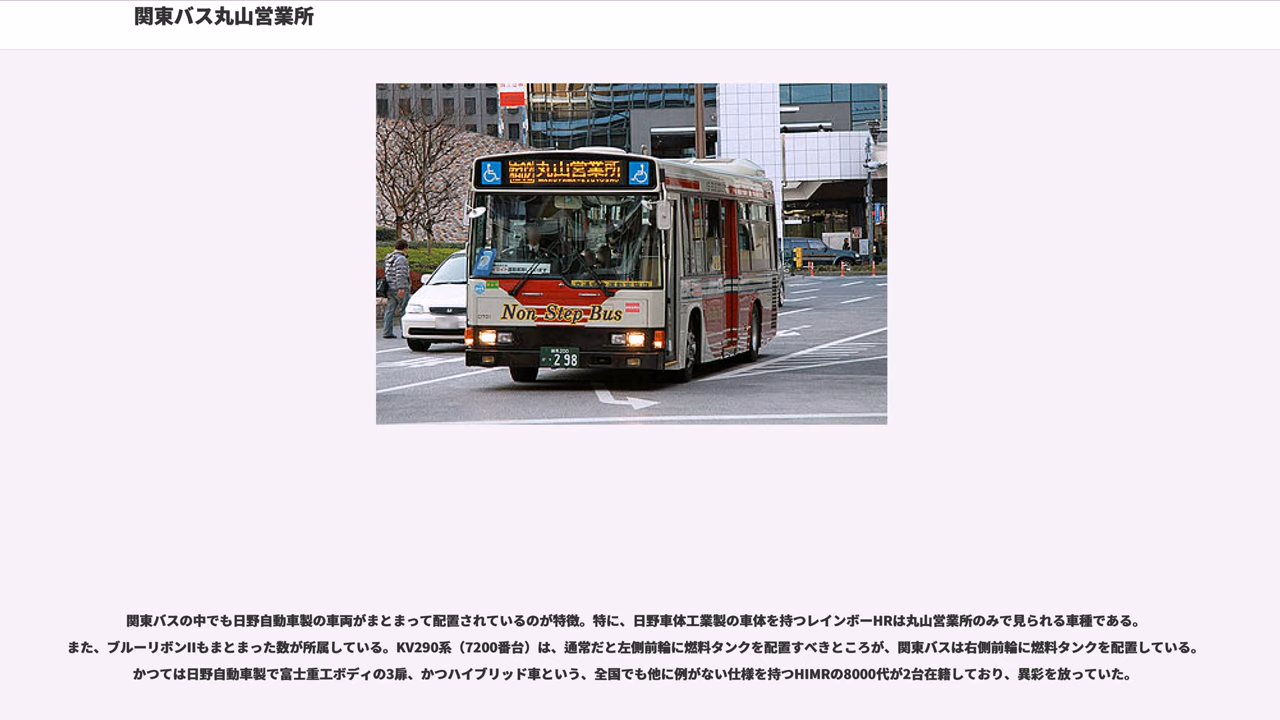 関東バス丸山営業所
丸山営業所
Non Step Bus
298
関東バスの中でも日野自動車製の車両がまとまって配置されているのが特徴。特に、日野車体工業製の車体を持つレインボーHRは丸山営業所のみで見られる車種である。
また、ブルーリボンIIもまとまった数が所属している。KV290系（7200番台）は、通常だと左側前輪に燃料タンクを配置すべきところが、関東バスは右側前輪に燃料タンクを配置している。
かつては日野自動車製で富士重工ボディの3扉、かつハイブリッド車という、全国でも他に例がない仕様を持つHIMRの8000代が2台在籍しており、異彩を放っていた。